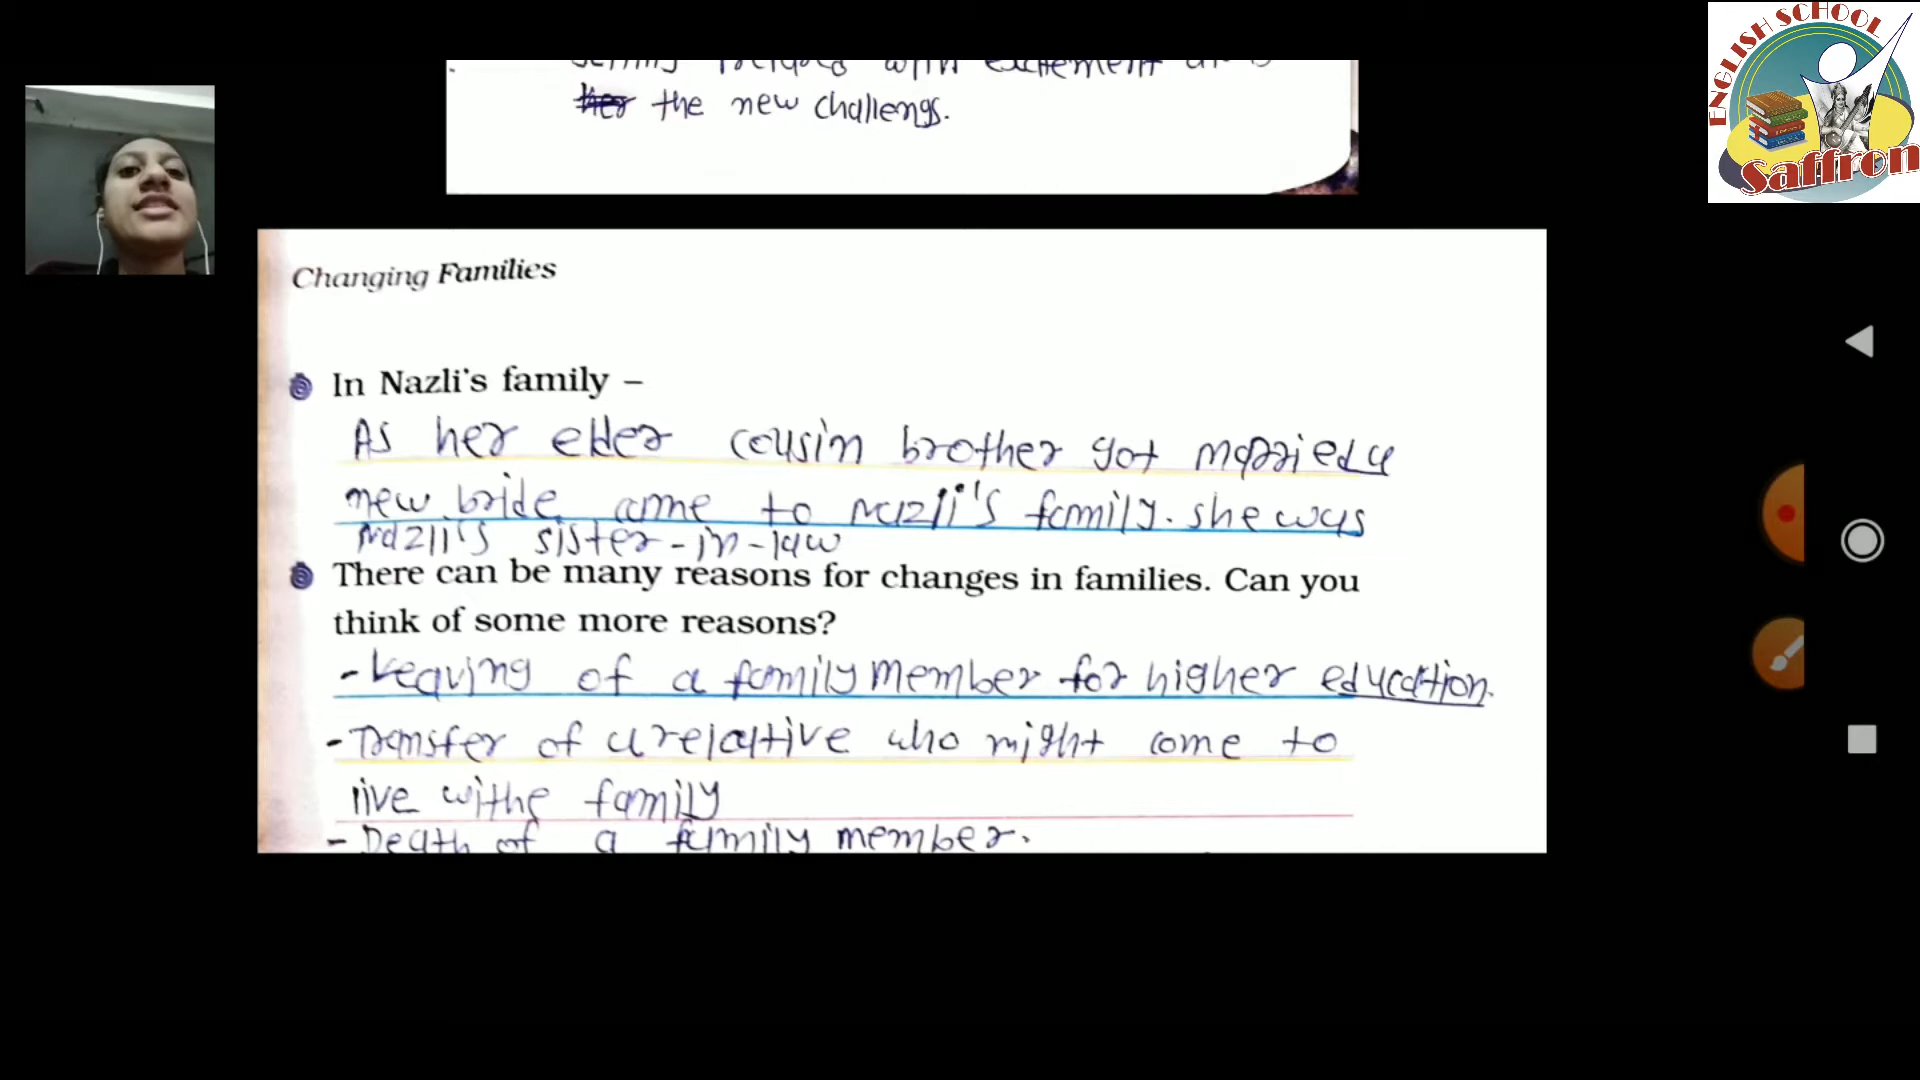 with excitement
her the new challengs.
ENGLISH SCHOOL
Saffron
Changing Families
In Nazli's family –
As her elder cousin brother got married a
new bride came to Nazli's family. she was
Nazli's sister-in-law
There can be many reasons for changes in families. Can you
think of some more reasons?
- Leaving of a family member for higher education.
- Transfer of a relative who might come to
live withe family
- Death of a family member.